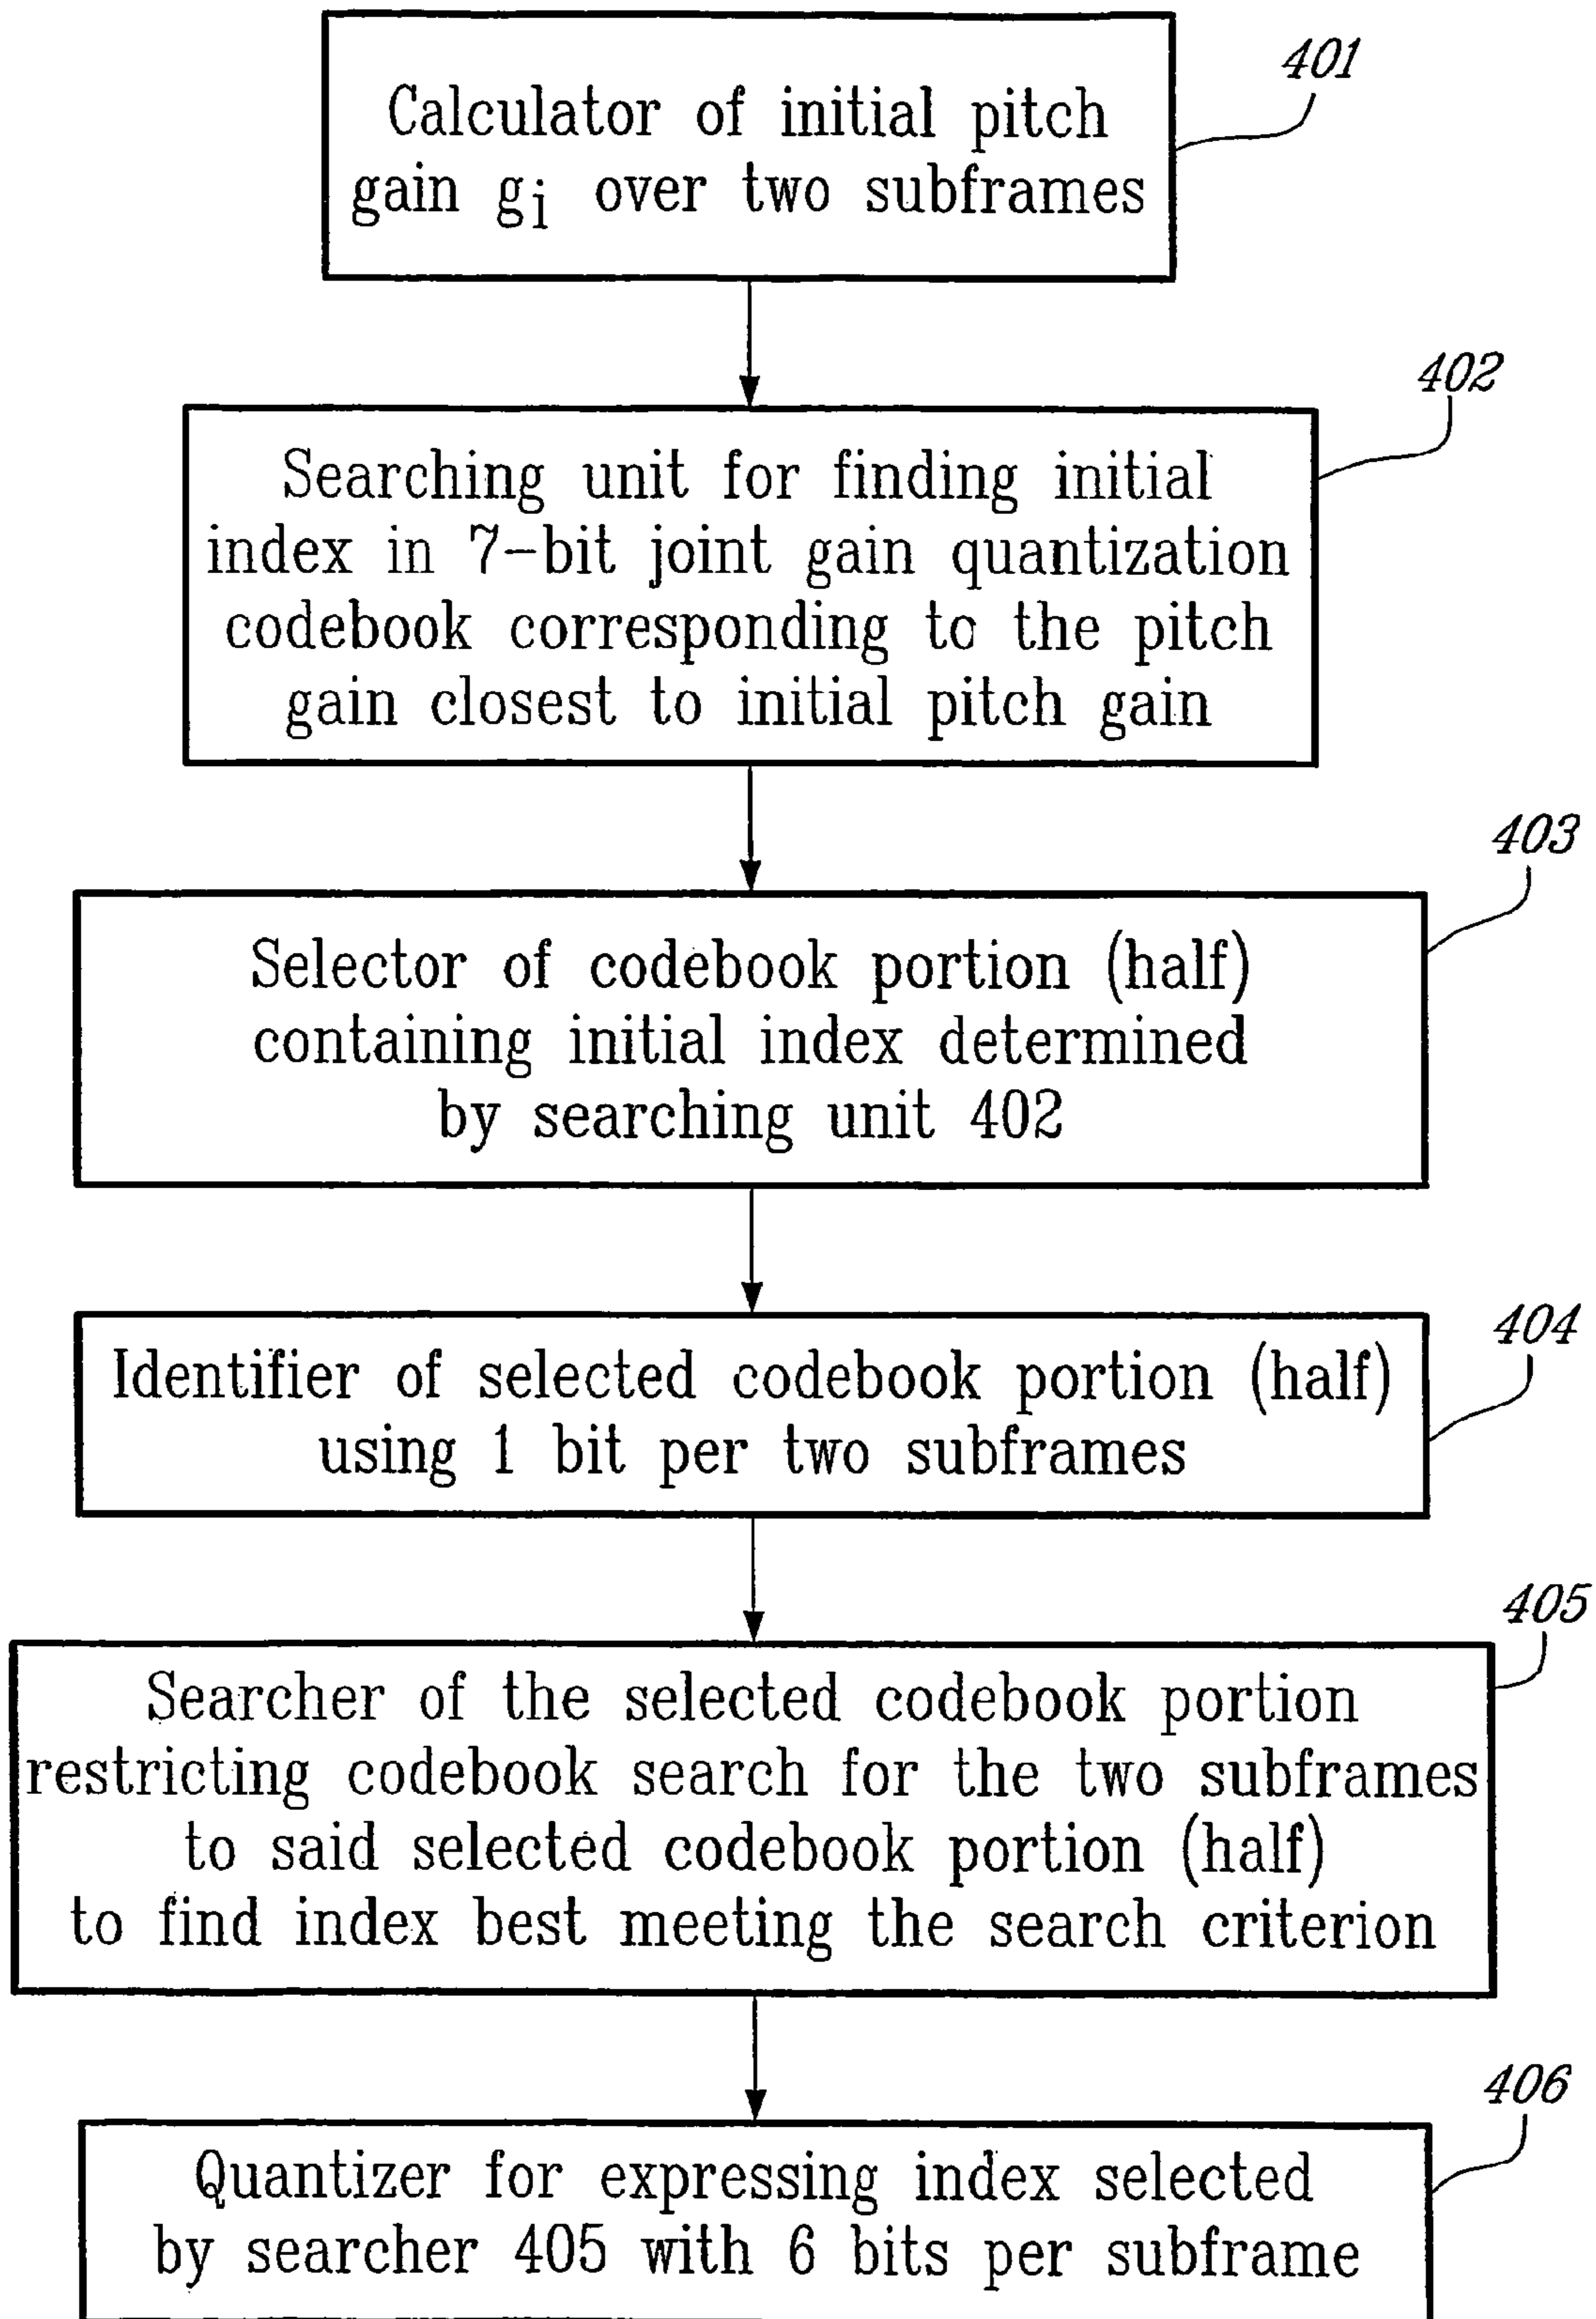 401
Calculator of initial pitch
gain gi over two subframes
402
Searching unit for finding initial
index in 7-bit joint gain quantization
codebook corresponding to the pitch
gain closest to initial pitch gain
403
Selector of codebook portion (half)
containing initial index determined
by searching unit 402
404
Identifier of selected codebook portion (half)
using 1 bit per two subframes
405
Searcher of the selected codebook portion
restricting codebook search for the two subframes
to said selected codebook portion (half)
to find index best meeting the search criterion
406
Quantizer for expressing index selected
by searcher 405 with 6 bits per subframe